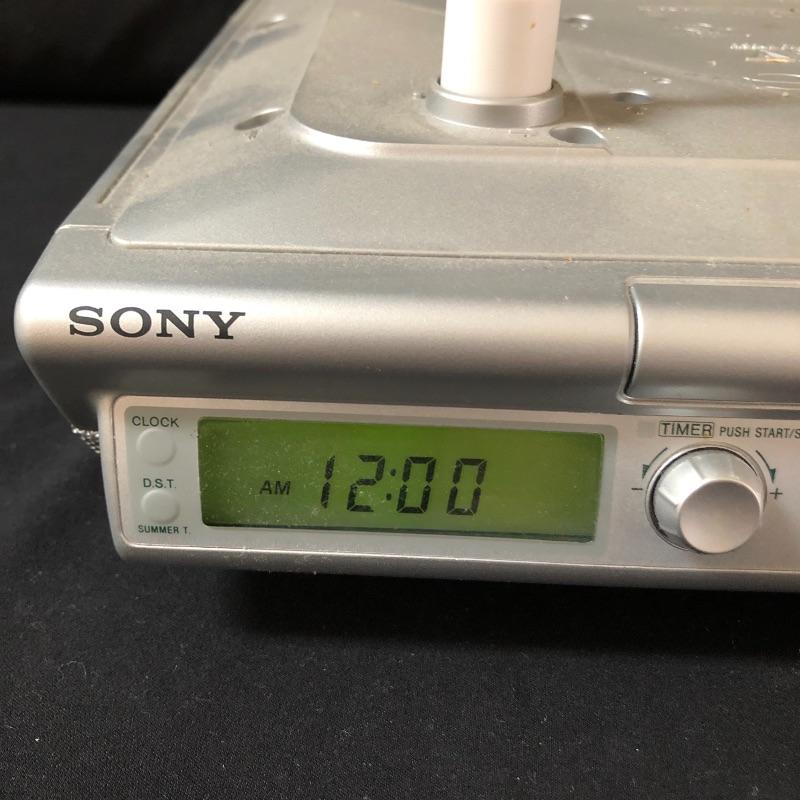 SONY
CLOCK
D.S.T.
SUMMER T.
AM 12:00
TIMER PUSH START/S
- +